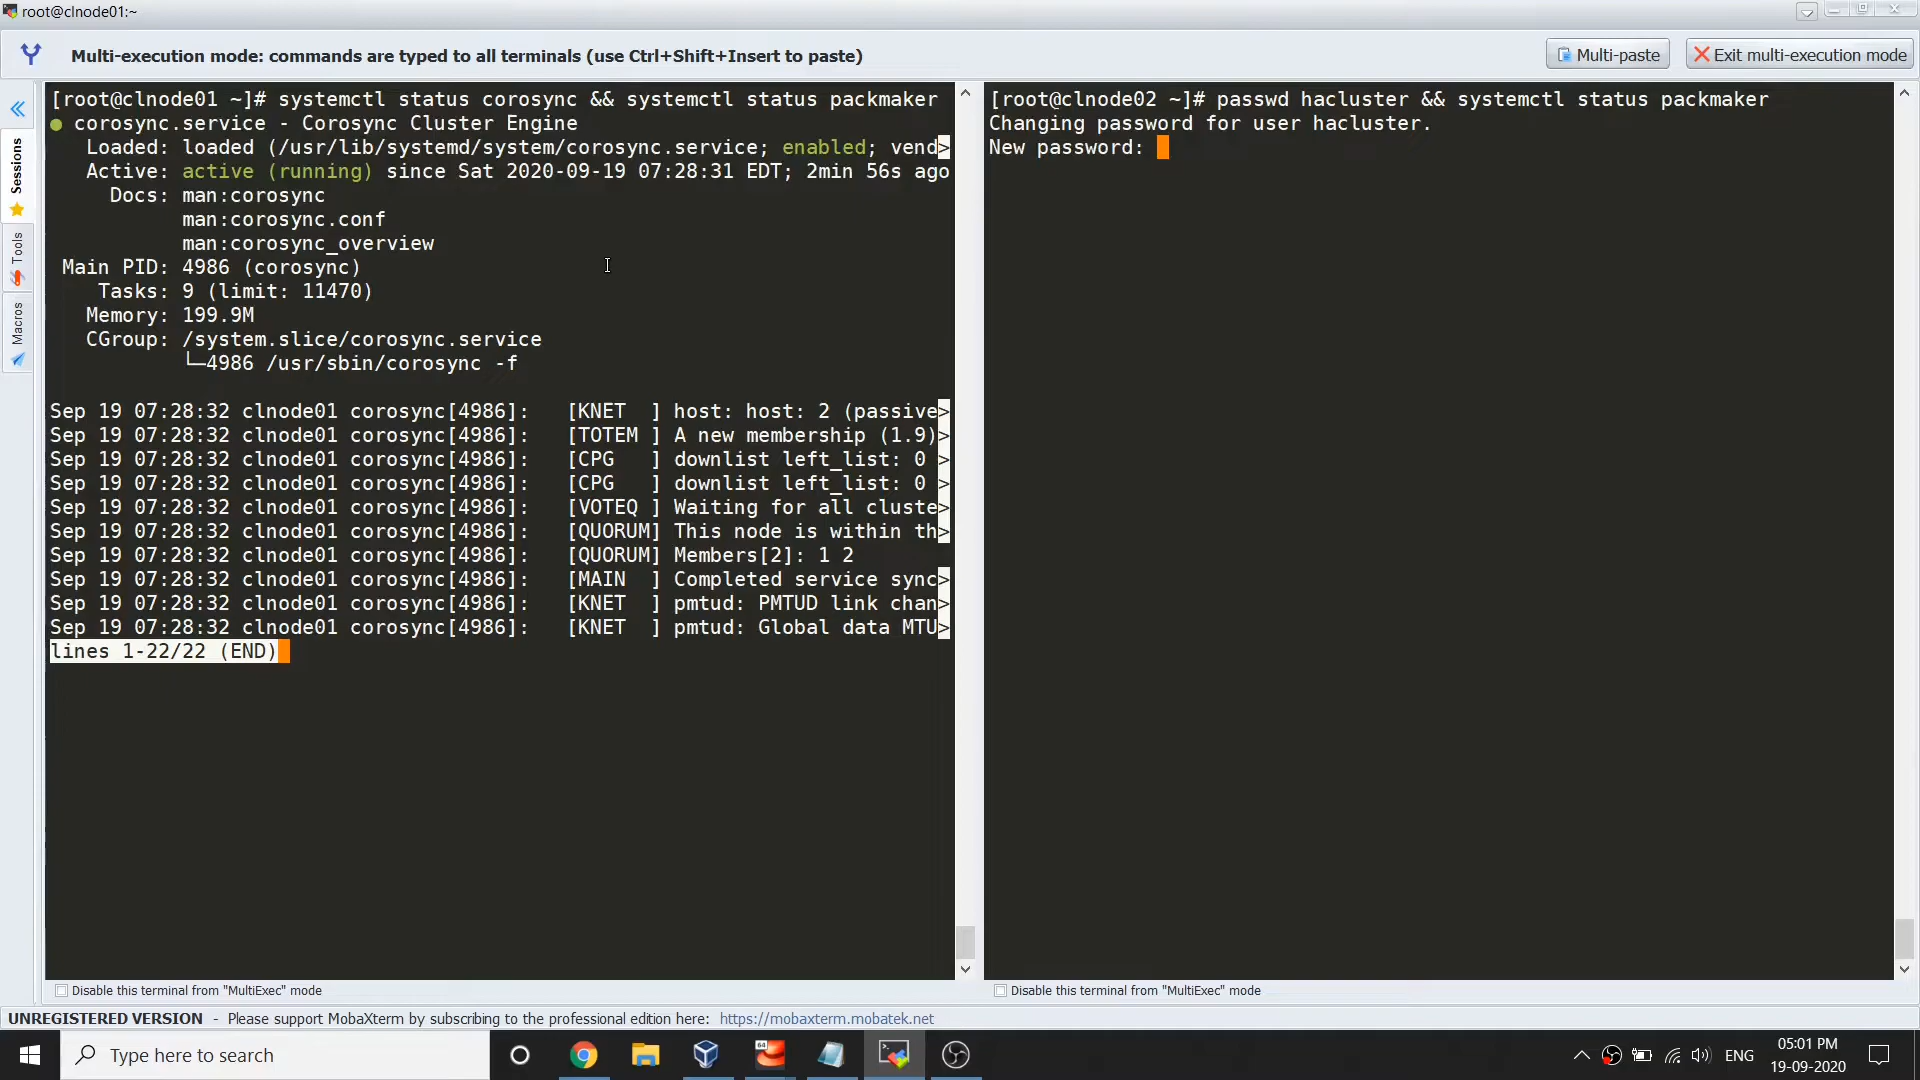 root@clnode01:~
Multi-execution mode: commands are typed to all terminals (use Ctrl+Shift+Insert to paste)
Multi-paste
Exit multi-execution mode
Sessions
Tools
Macros
[root@clnode01 ~]# systemctl status corosync && systemctl status packmaker
● corosync.service - Corosync Cluster Engine
   Loaded: loaded (/usr/lib/systemd/system/corosync.service; enabled; vend>
   Active: active (running) since Sat 2020-09-19 07:28:31 EDT; 2min 56s ago
     Docs: man:corosync
           man:corosync.conf
           man:corosync_overview
 Main PID: 4986 (corosync)
    Tasks: 9 (limit: 11470)
   Memory: 199.9M
   CGroup: /system.slice/corosync.service
           └─4986 /usr/sbin/corosync -f
Sep 19 07:28:32 clnode01 corosync[4986]:   [KNET  ] host: host: 2 (passive>
Sep 19 07:28:32 clnode01 corosync[4986]:   [TOTEM ] A new membership (1.9)>
Sep 19 07:28:32 clnode01 corosync[4986]:   [CPG   ] downlist left_list: 0 >
Sep 19 07:28:32 clnode01 corosync[4986]:   [CPG   ] downlist left_list: 0 >
Sep 19 07:28:32 clnode01 corosync[4986]:   [VOTEQ ] Waiting for all cluste>
Sep 19 07:28:32 clnode01 corosync[4986]:   [QUORUM] This node is within th>
Sep 19 07:28:32 clnode01 corosync[4986]:   [QUORUM] Members[2]: 1 2
Sep 19 07:28:32 clnode01 corosync[4986]:   [MAIN  ] Completed service sync>
Sep 19 07:28:32 clnode01 corosync[4986]:   [KNET  ] pmtud: PMTUD link chan>
Sep 19 07:28:32 clnode01 corosync[4986]:   [KNET  ] pmtud: Global data MTU>
lines 1-22/22 (END)
[root@clnode02 ~]# passwd hacluster && systemctl status packmaker
Changing password for user hacluster.
New password:
Disable this terminal from "MultiExec" mode
Disable this terminal from "MultiExec" mode
UNREGISTERED VERSION - Please support MobaXterm by subscribing to the professional edition here: https://mobaxterm.mobatek.net
Type here to search
64
ENG
05:01 PM
19-09-2020